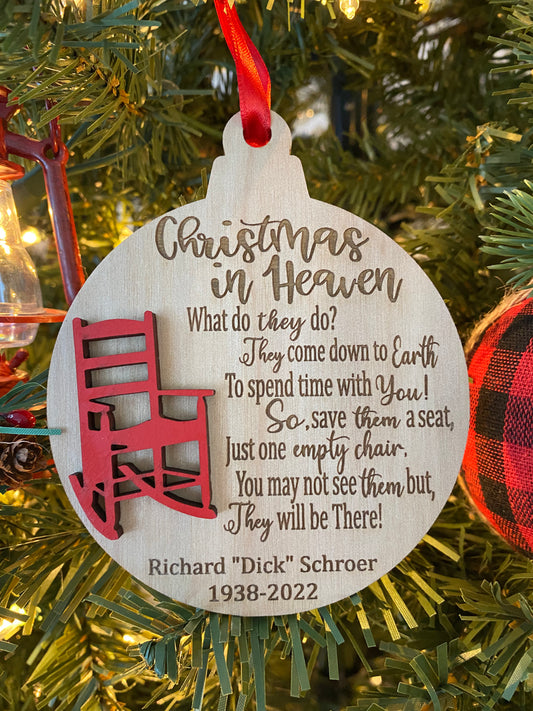 Christmas
in Heaven
What do they do?
They come down to Earth
To spend time with You!
So, save them a seat,
Just one empty chair.
You may not see them but,
They will be There!
Richard "Dick" Schroer
1938-2022